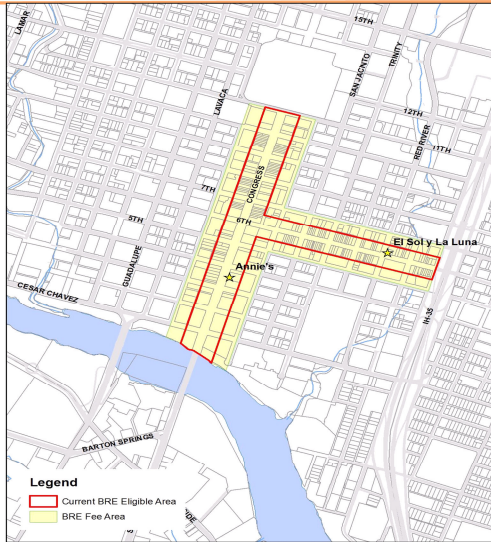 LAMAR
15TH
SAN JACNTO
TRINITY
LAVACA
12TH
11TH
RED RIVER
7TH
CONGRESS
6TH
5TH
El Sol y La Luna
GUADALUPE
Annie's
CESAR CHAVEZ
IH-35
BARTON SPRINGS
Legend
Current BRE Eligible Area
BRE Fee Area